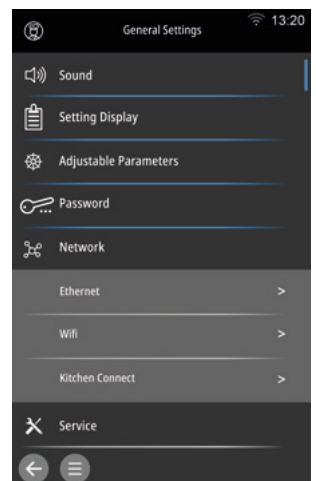 General Settings
13:20
Sound
Setting Display
Adjustable Parameters
Password
Network
Ethernet >
Wifi >
Kitchen Connect >
Service